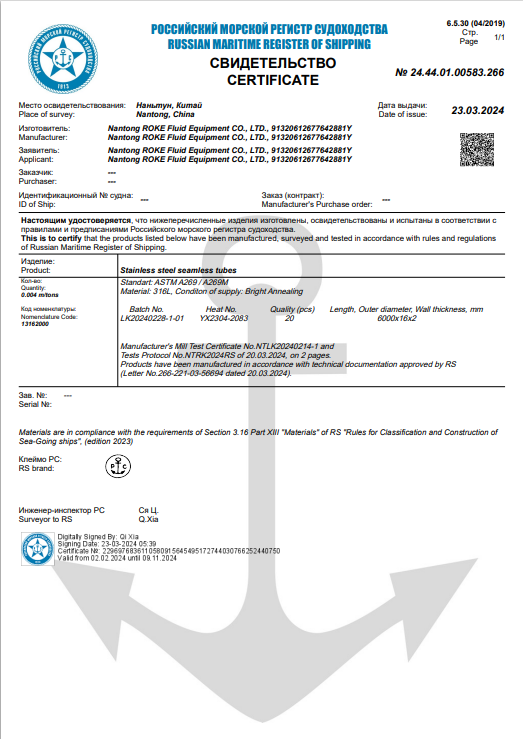 6.5.30 (04/2019)
РОССИЙСКИЙ МОРСКОЙ РЕГИСТР СУДОХОДСТВА
RUSSIAN MARITIME REGISTER OF SHIPPING
Стр.
Page 1/1
СВИДЕТЕЛЬСТВО
CERTIFICATE
№ 24.44.01.00583.266
1913
Место освидетельствования: Наньтун, Китай
Place of survey: Nantong, China
Дата выдачи:
Date of issue: 23.03.2024
Изготовитель: Nantong ROKE Fluid Equipment CO., LTD., 91320612677642881Y
Manufacturer: Nantong ROKE Fluid Equipment CO., LTD., 91320612677642881Y
Заявитель: Nantong ROKE Fluid Equipment CO., LTD., 91320612677642881Y
Applicant: Nantong ROKE Fluid Equipment CO., LTD., 91320612677642881Y
Заказчик: ---
Purchaser: ---
Идентификационный № судна: ---
ID of Ship:
Заказ (контракт):
Manufacturer's Purchase order: ---
Настоящим удостоверяется, что нижеперечисленные изделия изготовлены, освидетельствованы и испытаны в соответствии с
правилами и предписаниями Российского морского регистра судоходства.
This is to certify that the products listed below have been manufactured, surveyed and tested in accordance with rules and regulations
of Russian Maritime Register of Shipping.
Изделие:
Product: Stainless steel seamless tubes
Кол-во:
Quantity:
0.004 m/tons
Код номенклатуры:
Nomenclature Code:
13162000
Standart: ASTM A269 / A269M
Material: 316L, Conditon of supply: Bright Annealing
Batch No. Heat No. Quality (pcs) Length, Outer diameter, Wall thickness, mm
LK20240228-1-01 YX2304-2083 20 6000x16x2
Manufacturer's Mill Test Certificate No.NTLK20240214-1 and
Tests Protocol No.NTRK2024RS of 20.03.2024, on 2 pages.
Products have been manufactured in accordance with technical documentation approved by RS
(Letter No.266-221-03-56694 dated 20.03.2024).
Зав. №: ---
Serial №:
Materials are in compliance with the requirements of Section 3.16 Part XIII "Materials" of RS "Rules for Classification and Construction of
Sea-Going ships", (edition 2023)
Клеймо РС:
RS brand:
Р С
Инженер-инспектор РС Ся Ц.
Surveyor to RS Q.Xia
Digitally Signed By: Qi Xia
Signing Date: 23-03-2024 05:39
Valid from 02.02.2024 until 09.11.2024